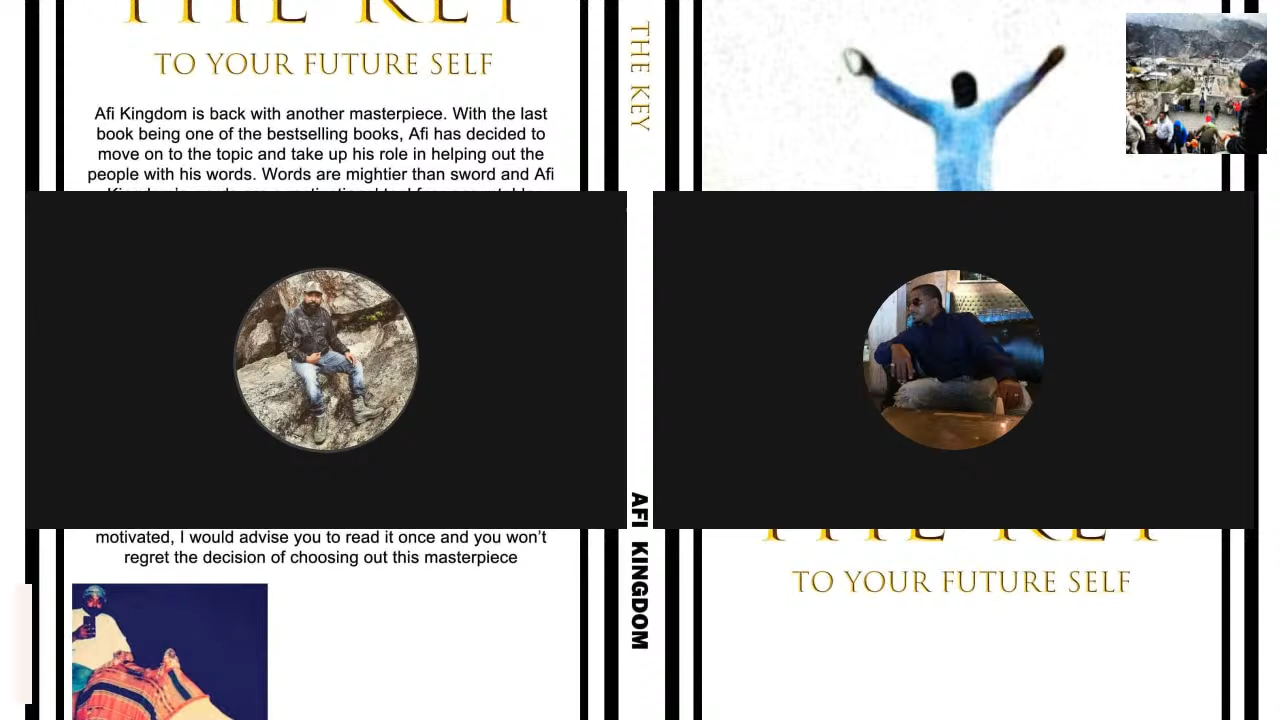 THE KEY
TO YOUR FUTURE SELF
Afi Kingdom is back with another masterpiece. With the last
book being one of the bestselling books, Afi has decided to
move on to the topic and take up his role in helping out the
people with his words. Words are mightier than sword and Afi
motivated, I would advise you to read it once and you won't
regret the decision of choosing out this masterpiece
THE KEY
AFI KINGDOM
THE KEY
TO YOUR FUTURE SELF